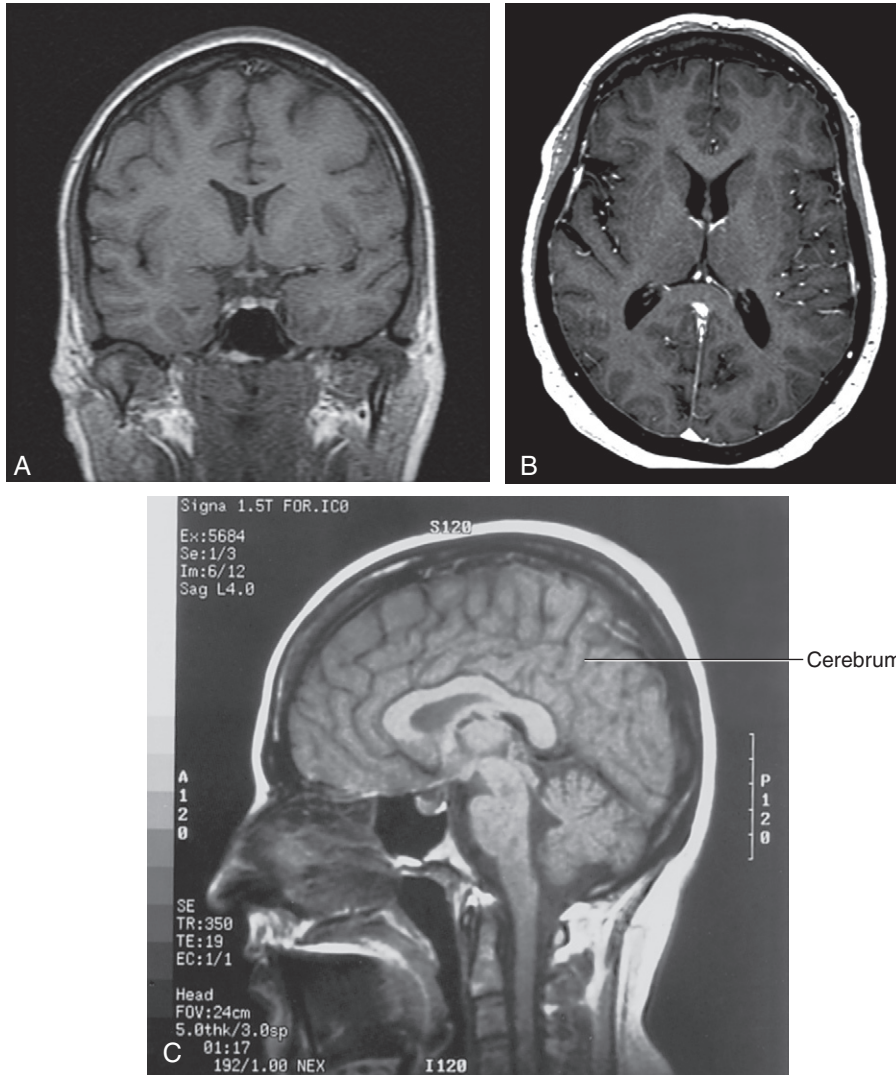 A
B
Signa 1.5T FOR.IC0
Ex:5684
Se:1/3
Im:6/12
Sag L4.0
S120
Cerebrum
A
1
2
0
P
1
2
0
SE
TR:350
TE:19
EC:1/1
Head
FOV:24cm
5.0thk/3.0sp
01:17
192/1.00 NEX
I120
C